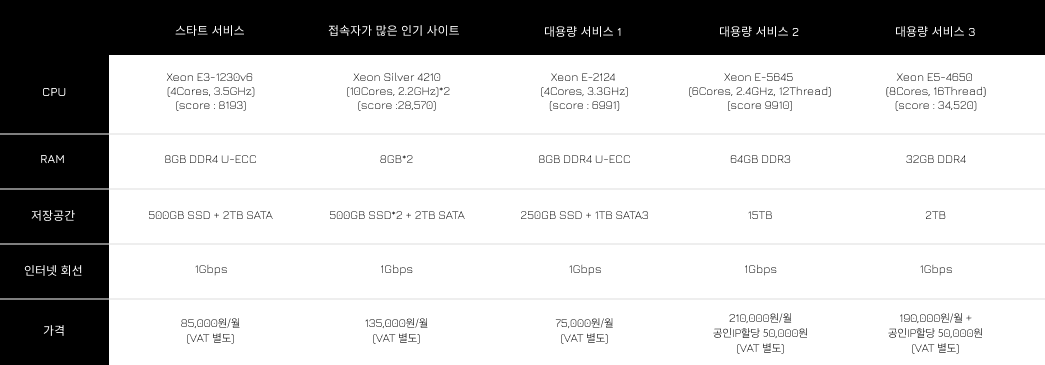 스타트 서비스 접속자가 많은 인기 사이트 대용량 서비스 1 대용량 서비스 2 대용량 서비스 3
CPU
Xeon E3-1230v6
(4Cores, 3.5GHz)
(score : 8193)
Xeon Silver 4210
(10Cores, 2.2GHz)*2
(score :28,570)
Xeon E-2124
(4Cores, 3.3GHz)
(score : 6991)
Xeon E-5645
(6Cores, 2.4GHz, 12Thread)
(score 9910)
Xeon E5-4650
(8Cores, 16Thread)
(score : 34,520)
RAM 8GB DDR4 U-ECC 8GB*2 8GB DDR4 U-ECC 64GB DDR3 32GB DDR4
저장공간 500GB SSD + 2TB SATA 500GB SSD*2 + 2TB SATA 250GB SSD + 1TB SATA3 15TB 2TB
인터넷 회선 1Gbps 1Gbps 1Gbps 1Gbps 1Gbps
가격
85,000원/월
(VAT 별도)
135,000원/월
(VAT 별도)
75,000원/월
(VAT 별도)
210,000원/월
공인IP할당 50,000원
(VAT 별도)
190,000원/월 +
공인IP할당 50,000원
(VAT 별도)